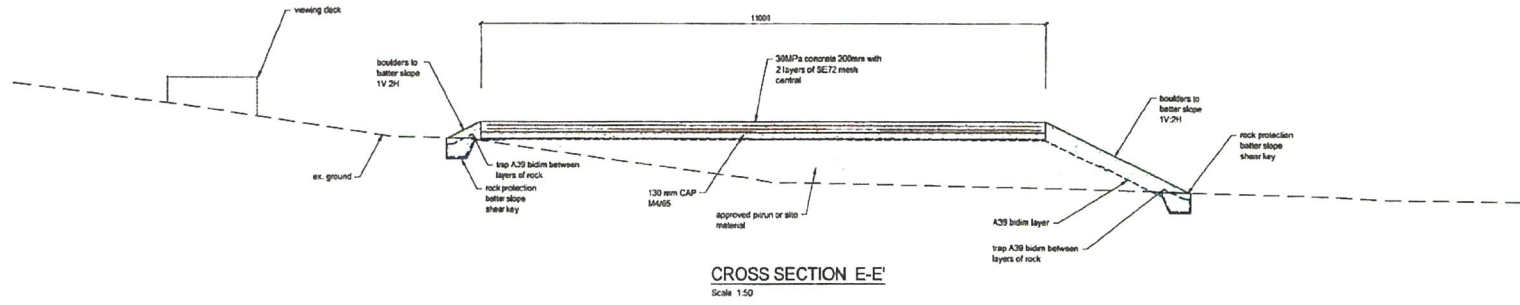 viewing deck
11000
boulders to
batter slope
1V 2H
30MPa concrete 200mm with
2 layers of SE72 mesh
central
boulders to
batter slope
1V:2H
rock protection
batter slope
shear key
ex. ground
trap A39 bidim between
layers of rock
rock protection
batter slope
shear key
130 mm CAP
M4/65
approved pitrun or site
material
A39 bidim layer
trap A39 bidim between
layers of rock
CROSS SECTION E-E'
Scale 1:50